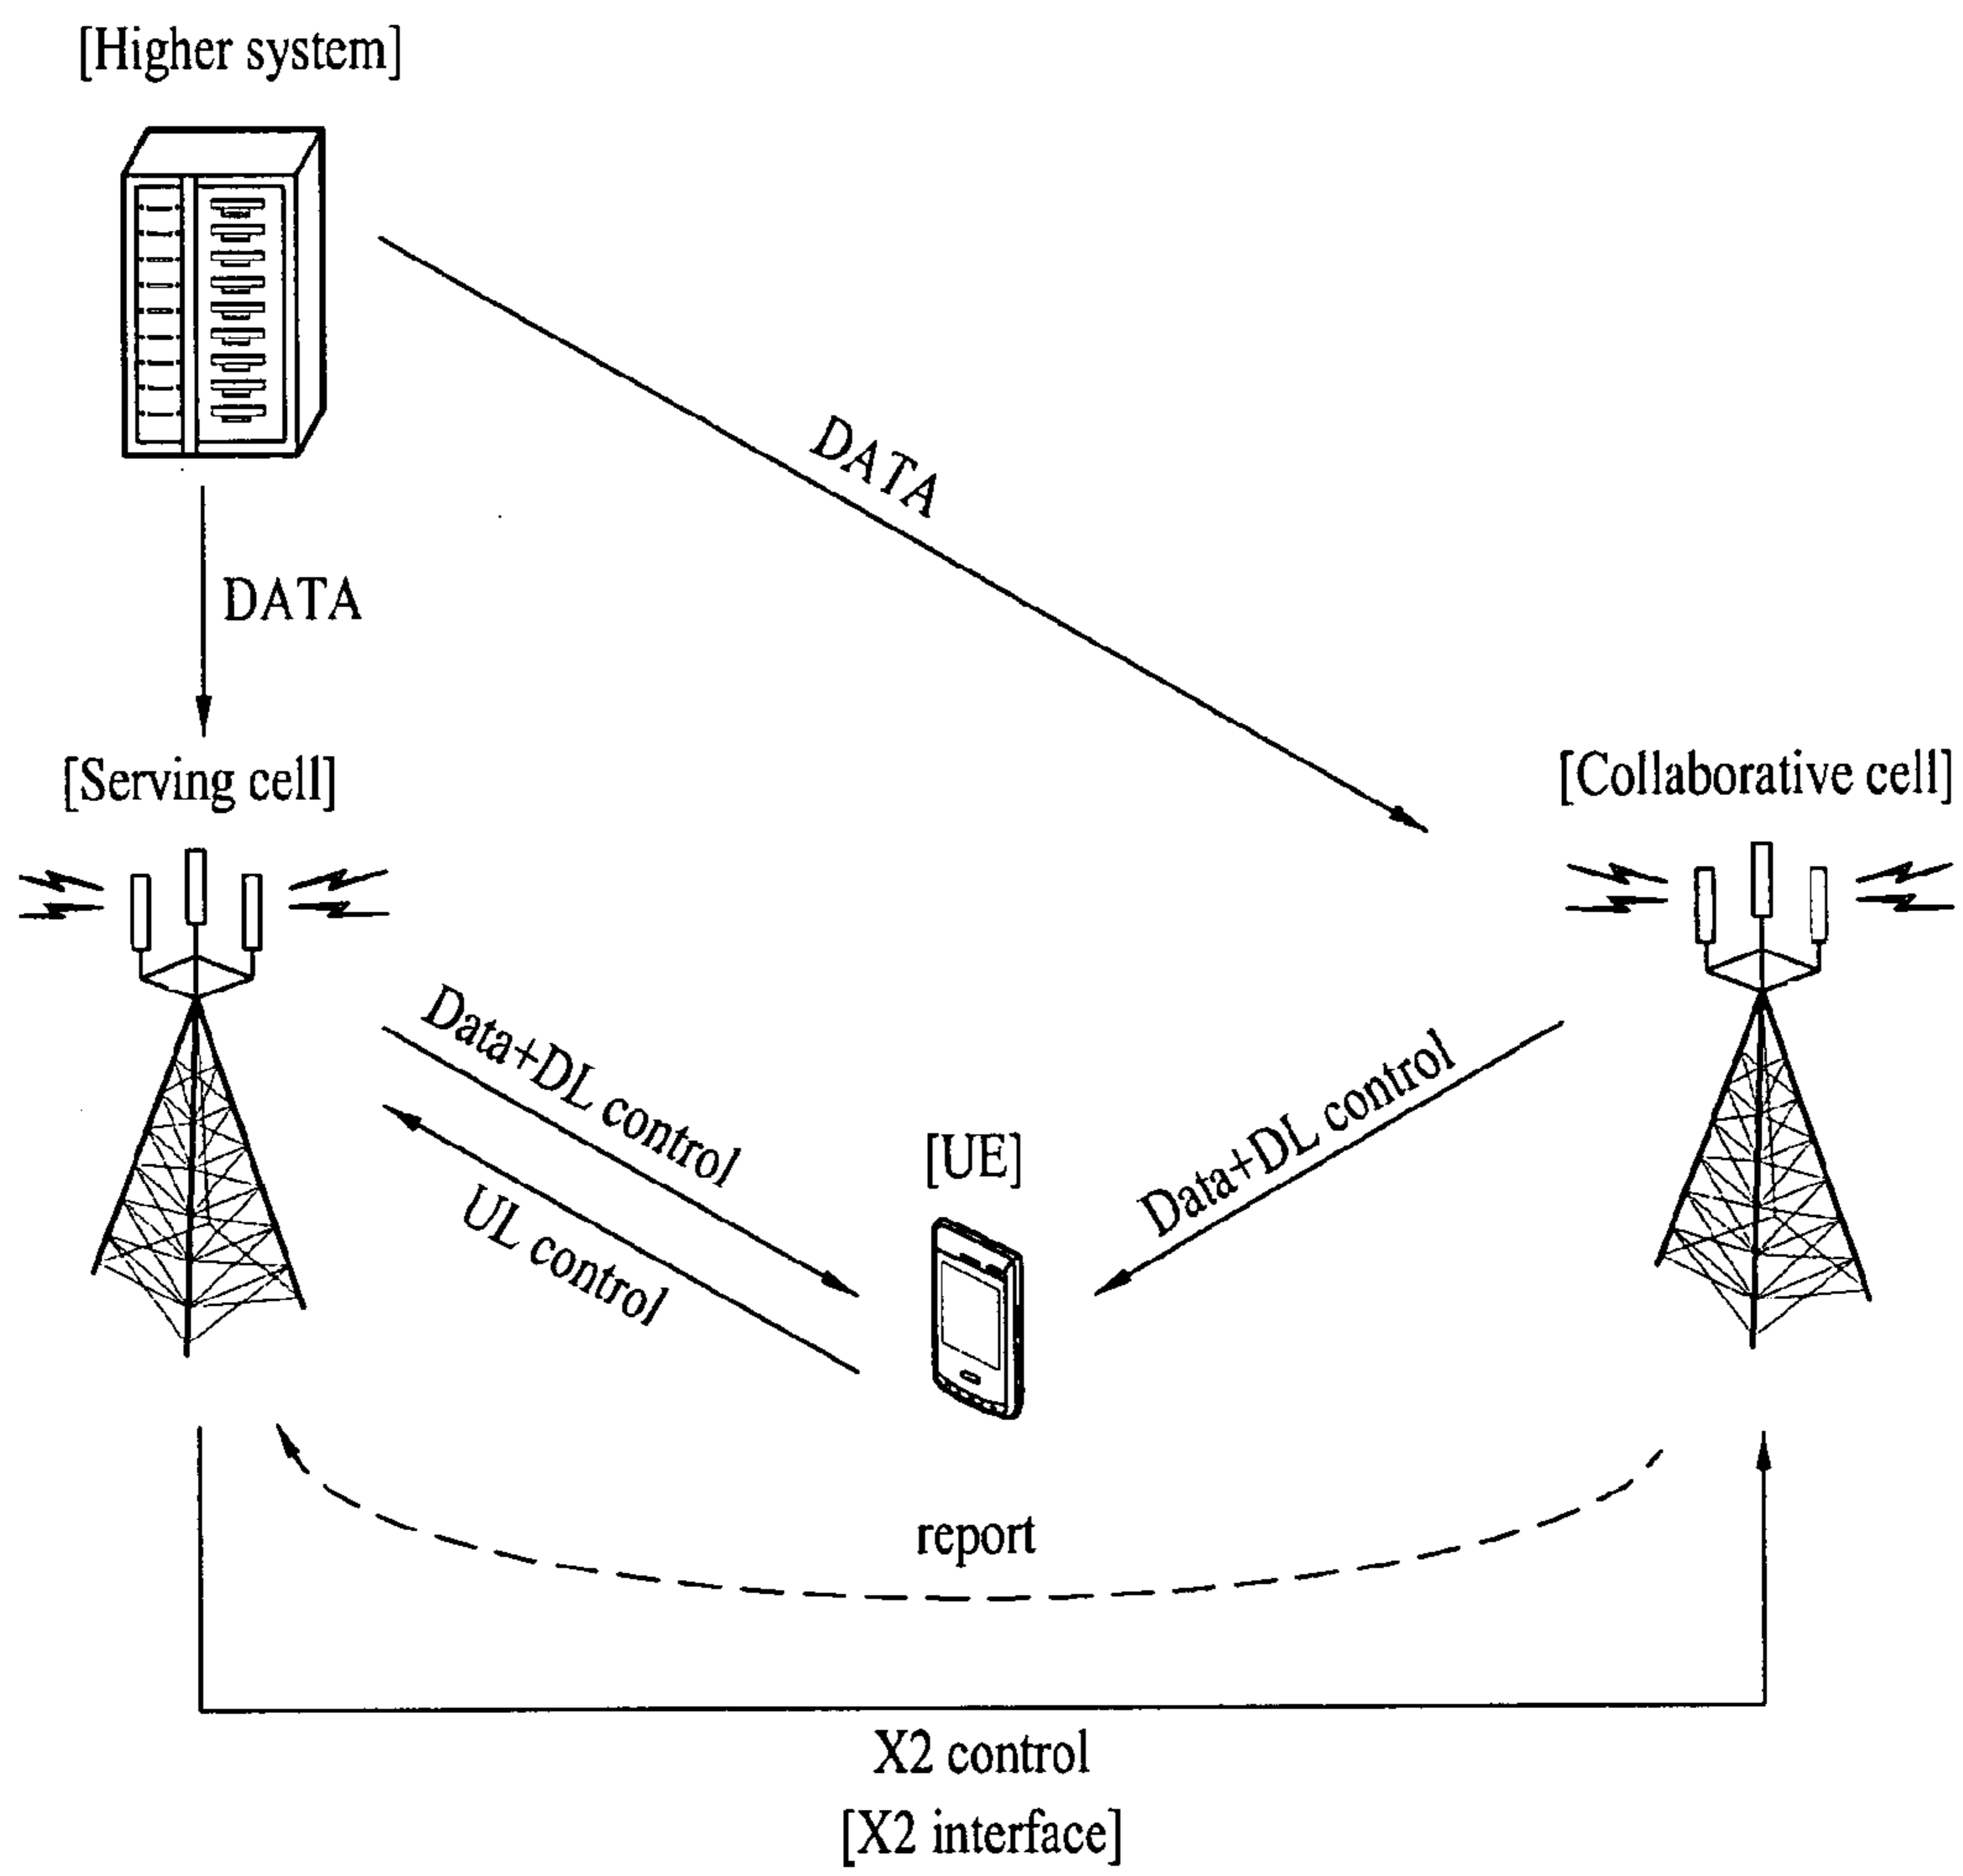 [Higher system]
DATA
DATA
[Serving cell]
[Collaborative cell]
Data+DL control
UL control
[UE]
Data+DL control
report
X2 control
[X2 interface]